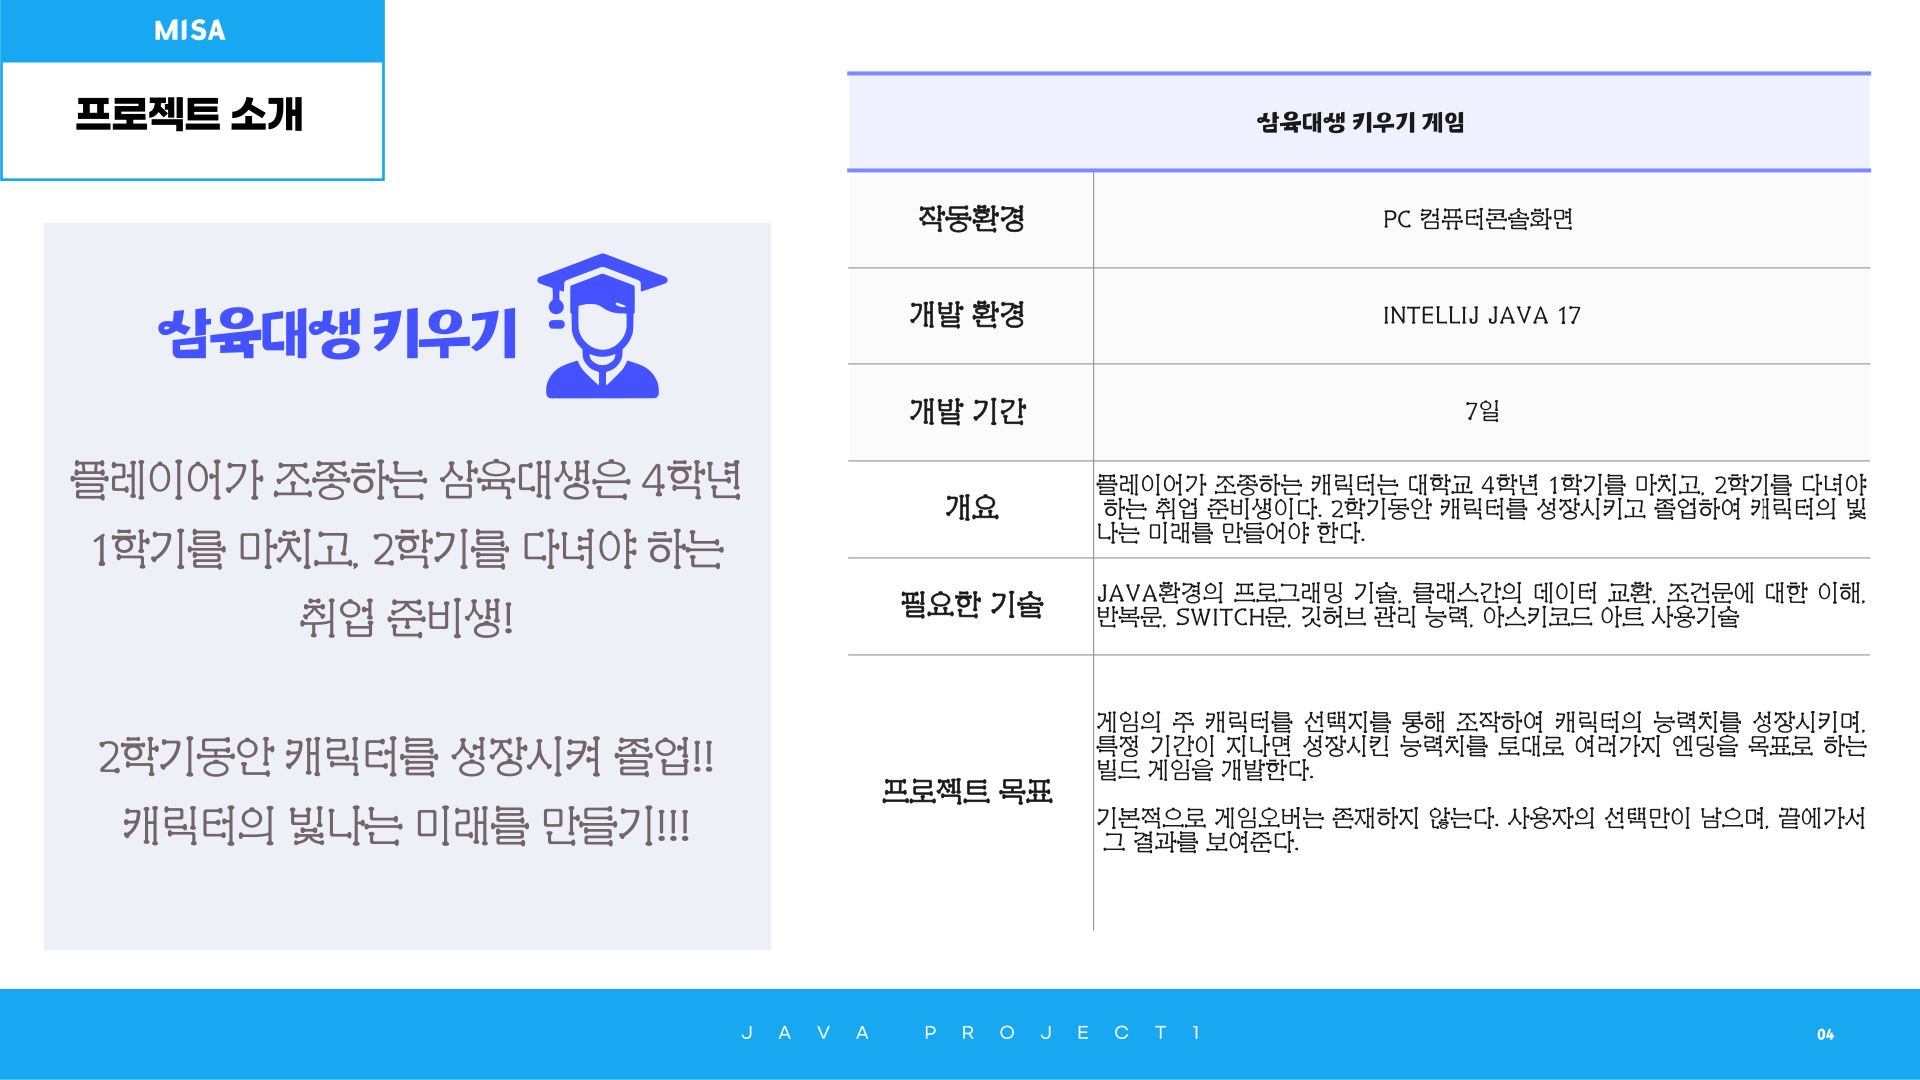 MISA
프로젝트 소개
삼육대생 키우기
플레이어가 조종하는 삼육대생은 4학년
1학기를 마치고, 2학기를 다녀야 하는
취업 준비생!
2학기동안 캐릭터를 성장시켜 졸업!!
캐릭터의 빛나는 미래를 만들기!!!
삼육대생 키우기 게임
작동환경
PC 컴퓨터콘솔화면
개발 환경
INTELLIJ JAVA 17
개발 기간
7일
개요
플레이어가 조종하는 캐릭터는 대학교 4학년 1학기를 마치고, 2학기를 다녀야
하는 취업 준비생이다. 2학기동안 캐릭터를 성장시키고 졸업하여 캐릭터의 빛
나는 미래를 만들어야 한다.
필요한 기술
JAVA환경의 프로그래밍 기술, 클래스간의 데이터 교환, 조건문에 대한 이해,
반복문, SWITCH문, 깃허브 관리 능력, 아스키코드 아트 사용기술
프로젝트 목표
게임의 주 캐릭터를 선택지를 통해 조작하여 캐릭터의 능력치를 성장시키며,
특정 기간이 지나면 성장시킨 능력치를 토대로 여러가지 엔딩을 목표로 하는
빌드 게임을 개발한다.
기본적으로 게임오버는 존재하지 않는다. 사용자의 선택만이 남으며, 끝에가서
그 결과를 보여준다.
JAVA PROJECT1
04